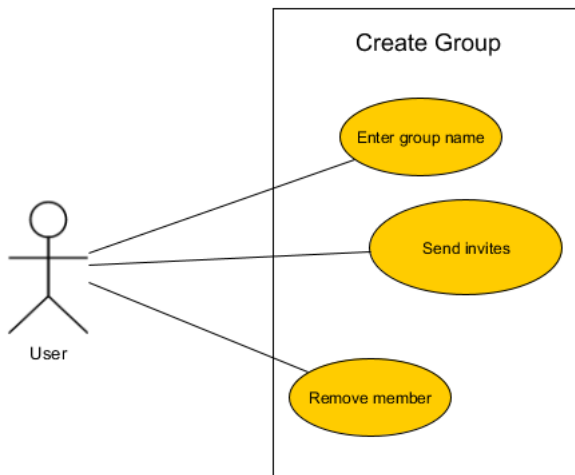 Create Group
Enter group name
Send invites
User
Remove member